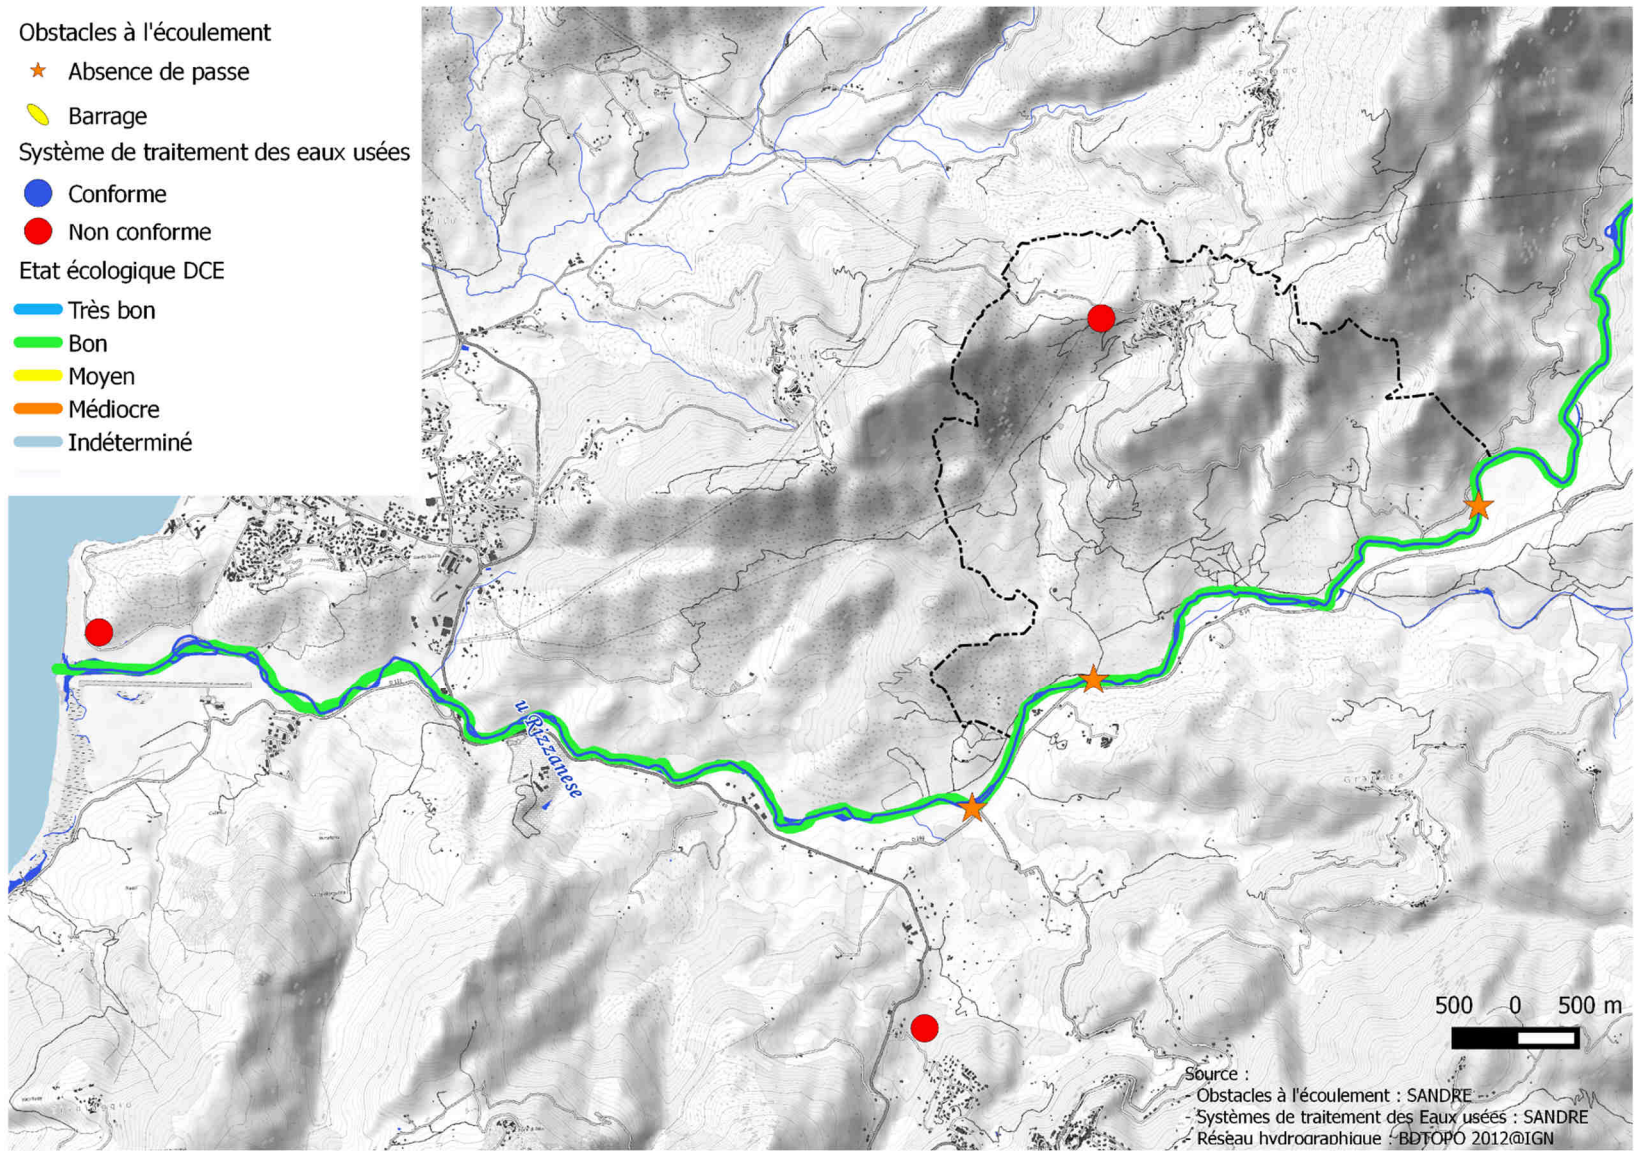 Obstacles à l'écoulement
Absence de passe
Barrage
Système de traitement des eaux usées
Conforme
Non conforme
Etat écologique DCE
Très bon
Bon
Moyen
Médiocre
Indéterminé
u Rizzanese
500 0 500 m
Source :
- Obstacles à l'écoulement : SANDRE
- Systèmes de traitement des Eaux usées : SANDRE
- Réseau hydrographique : BDTOPO 2012@IGN